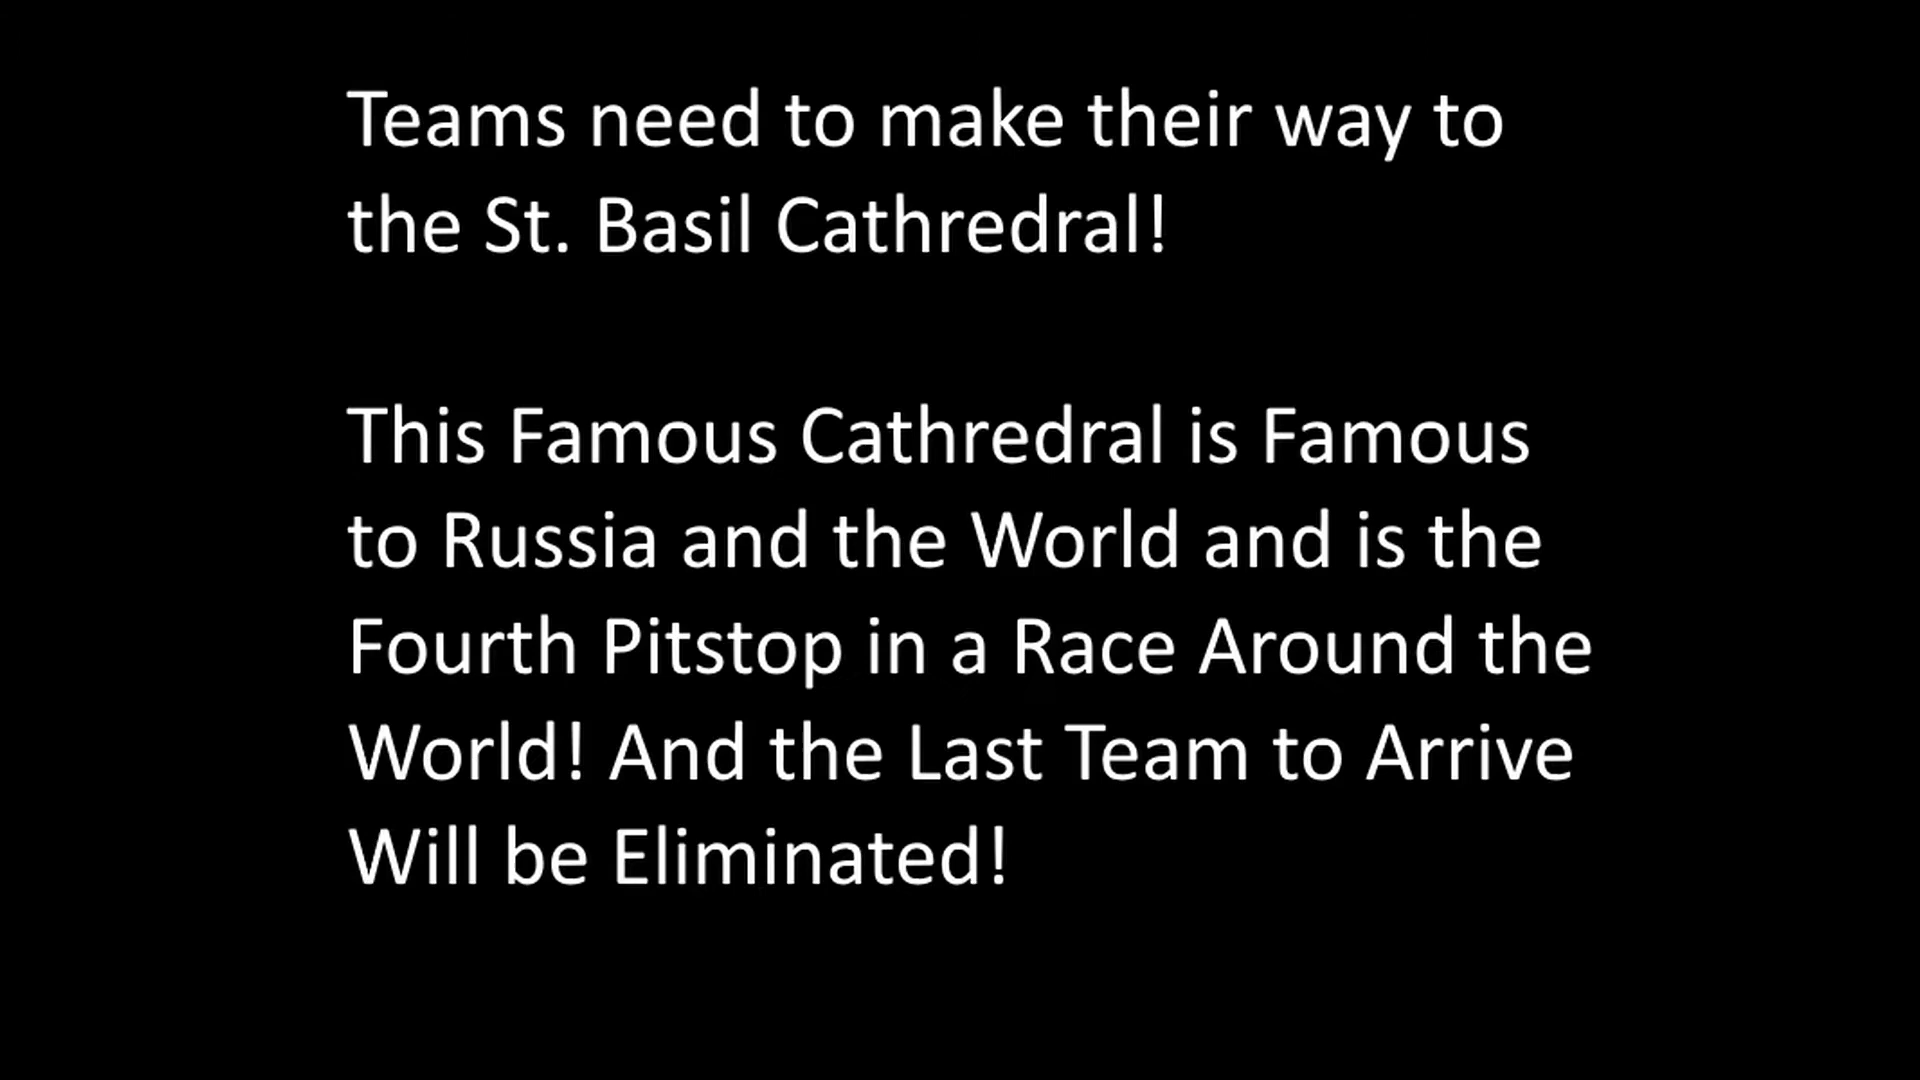 Teams need to make their way to
the St. Basil Cathredral!
This Famous Cathredral is Famous
to Russia and the World and is the
Fourth Pitstop in a Race Around the
World! And the Last Team to Arrive
Will be Eliminated!